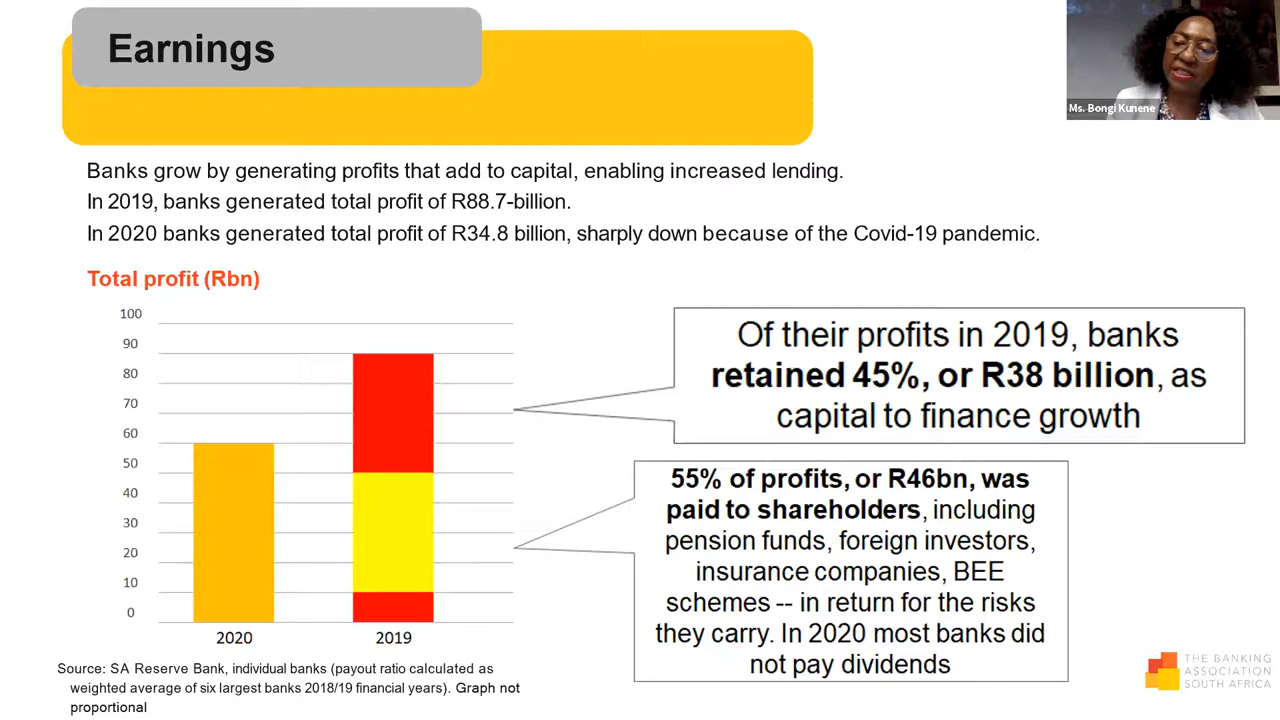 Earnings
Ms. Bongi Kunene
Banks grow by generating profits that add to capital, enabling increased lending.
In 2019, banks generated total profit of R88.7-billion.
In 2020 banks generated total profit of R34.8 billion, sharply down because of the Covid-19 pandemic.
Total profit (Rbn)
100
90
80
70
60
50
40
30
20
10
0
2020
2019
Of their profits in 2019, banks
retained 45%, or R38 billion, as
capital to finance growth
55% of profits, or R46bn, was
paid to shareholders, including
pension funds, foreign investors,
insurance companies, BEE
schemes -- in return for the risks
they carry. In 2020 most banks did
not pay dividends
Source: SA Reserve Bank, individual banks (payout ratio calculated as
weighted average of six largest banks 2018/19 financial years). Graph not
proportional
THE BANKING
ASSOCIATION
SOUTH AFRICA